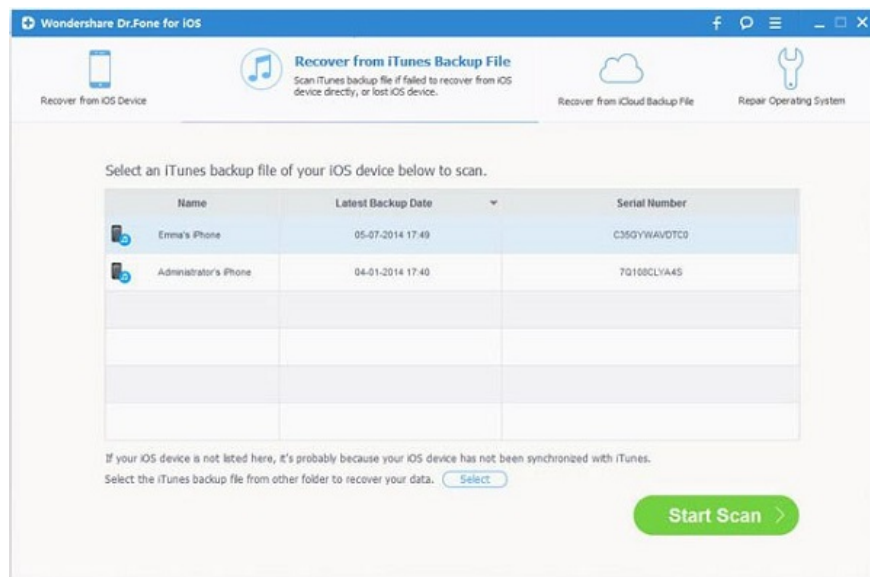 Wondershare Dr.Fone for iOS
Recover from iOS Device
Recover from iTunes Backup File
Scan iTunes backup file if failed to recover from iOS
device directly, or lost iOS device.
Recover from iCloud Backup File
Repair Operating System
Select an iTunes backup file of your iOS device below to scan.
Name Latest Backup Date Serial Number
Emma's iPhone 05-07-2014 17:49 C35GYWAVDTC0
Administrator's iPhone 04-01-2014 17:40 7Q108CLYA4S
If your iOS device is not listed here, it's probably because your iOS device has not been synchronized with iTunes.
Select the iTunes backup file from other folder to recover your data. Select
Start Scan